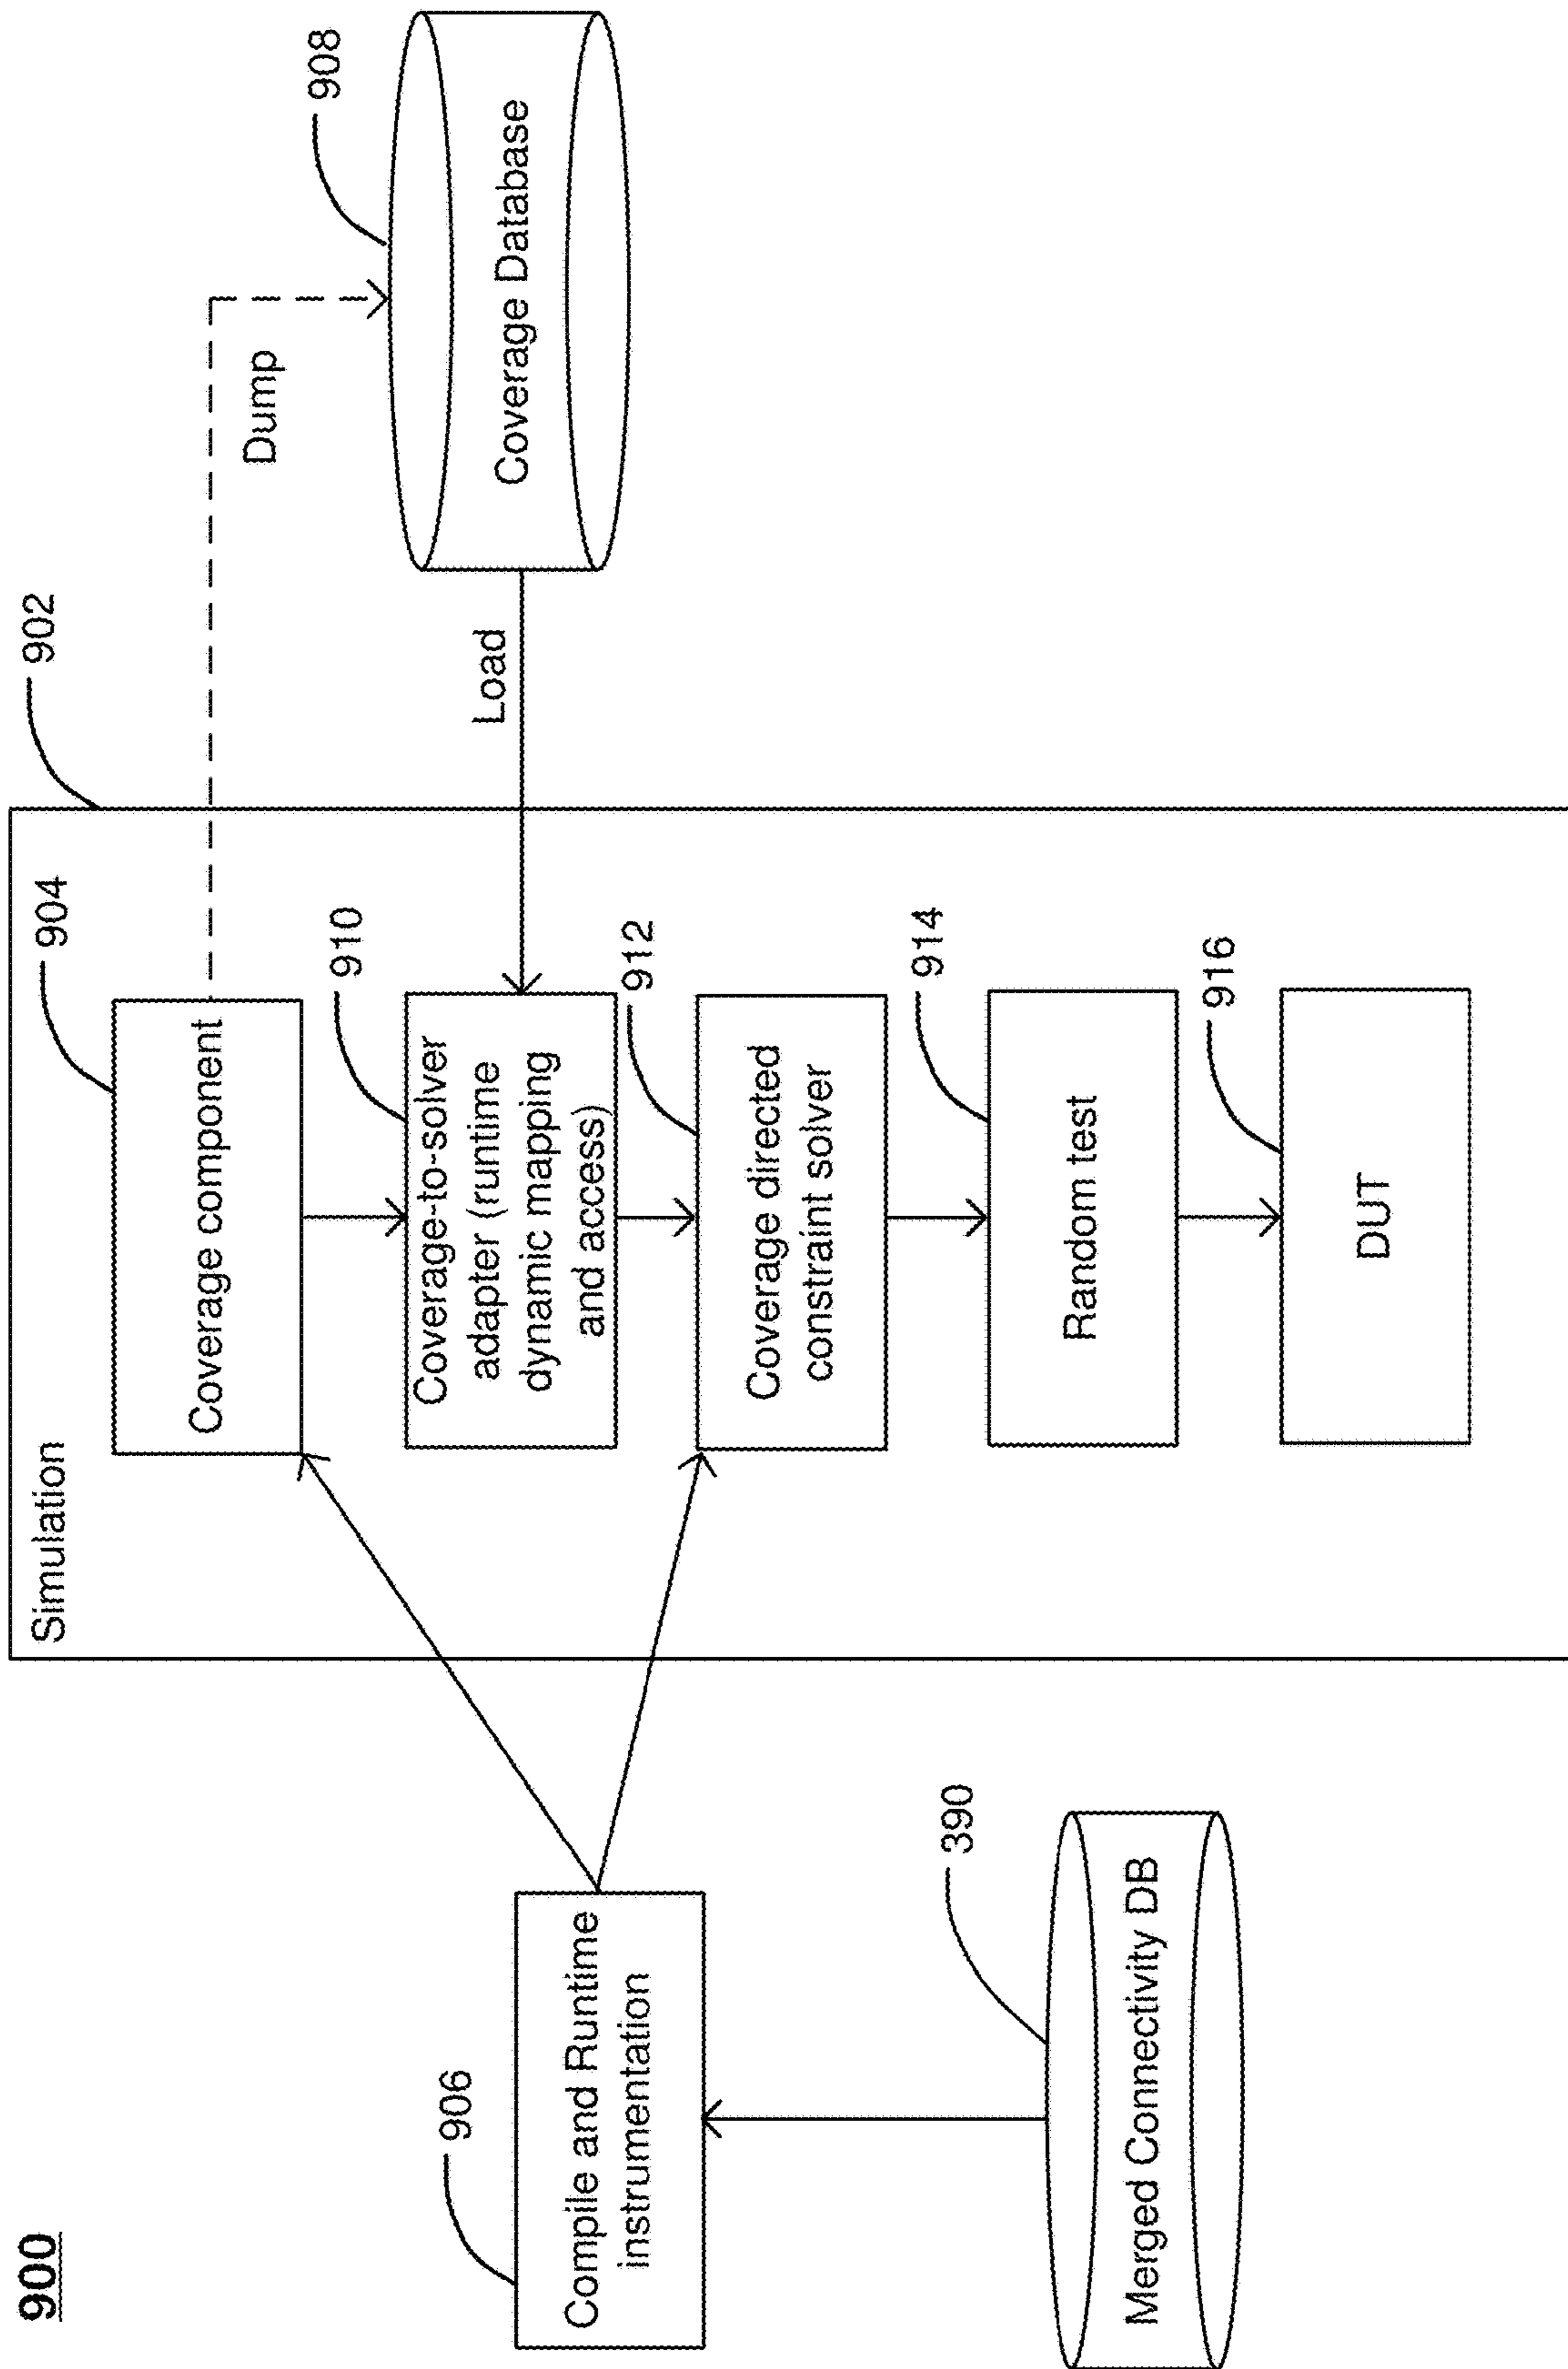 900
Simulation
902
904
Coverage component
Dump
908
Coverage Database
Load
910
Coverage-to-solver
adapter (runtime
dynamic mapping
and access)
906
Compile and Runtime
instrumentation
912
Coverage directed
constraint solver
914
Random test
390
Merged Connectivity DB
916
DUT